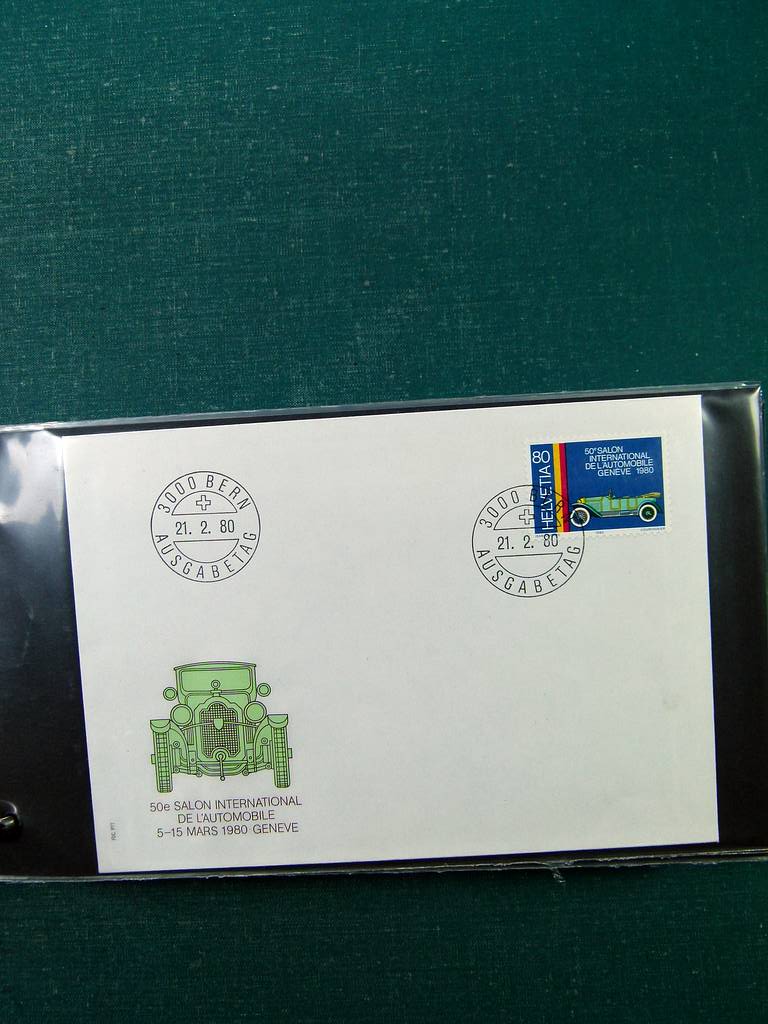 3000 BERN
21. 2. 80
AUSGABETAG
80
HELVETIA
50e SALON
INTERNATIONAL
DE L'AUTOMOBILE
GENEVE 1980
3000 B
21. 2. 80
AUSGABETAG
50e SALON INTERNATIONAL
DE L'AUTOMOBILE
5–15 MARS 1980 GENEVE